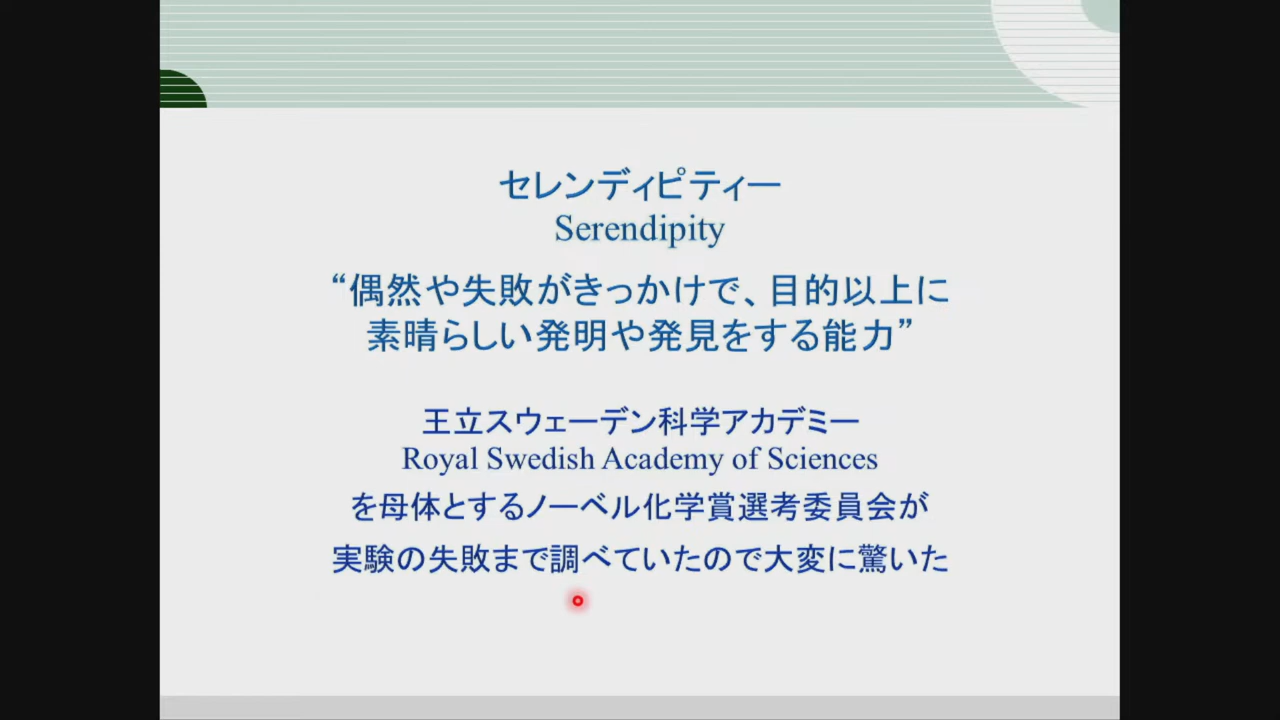 セレンディピティー
Serendipity
“偶然や失敗がきっかけで、目的以上に
素晴らしい発明や発見をする能力”
王立スウェーデン科学アカデミー
Royal Swedish Academy of Sciences
を母体とするノーベル化学賞選考委員会が
実験の失敗まで調べていたので大変に驚いた